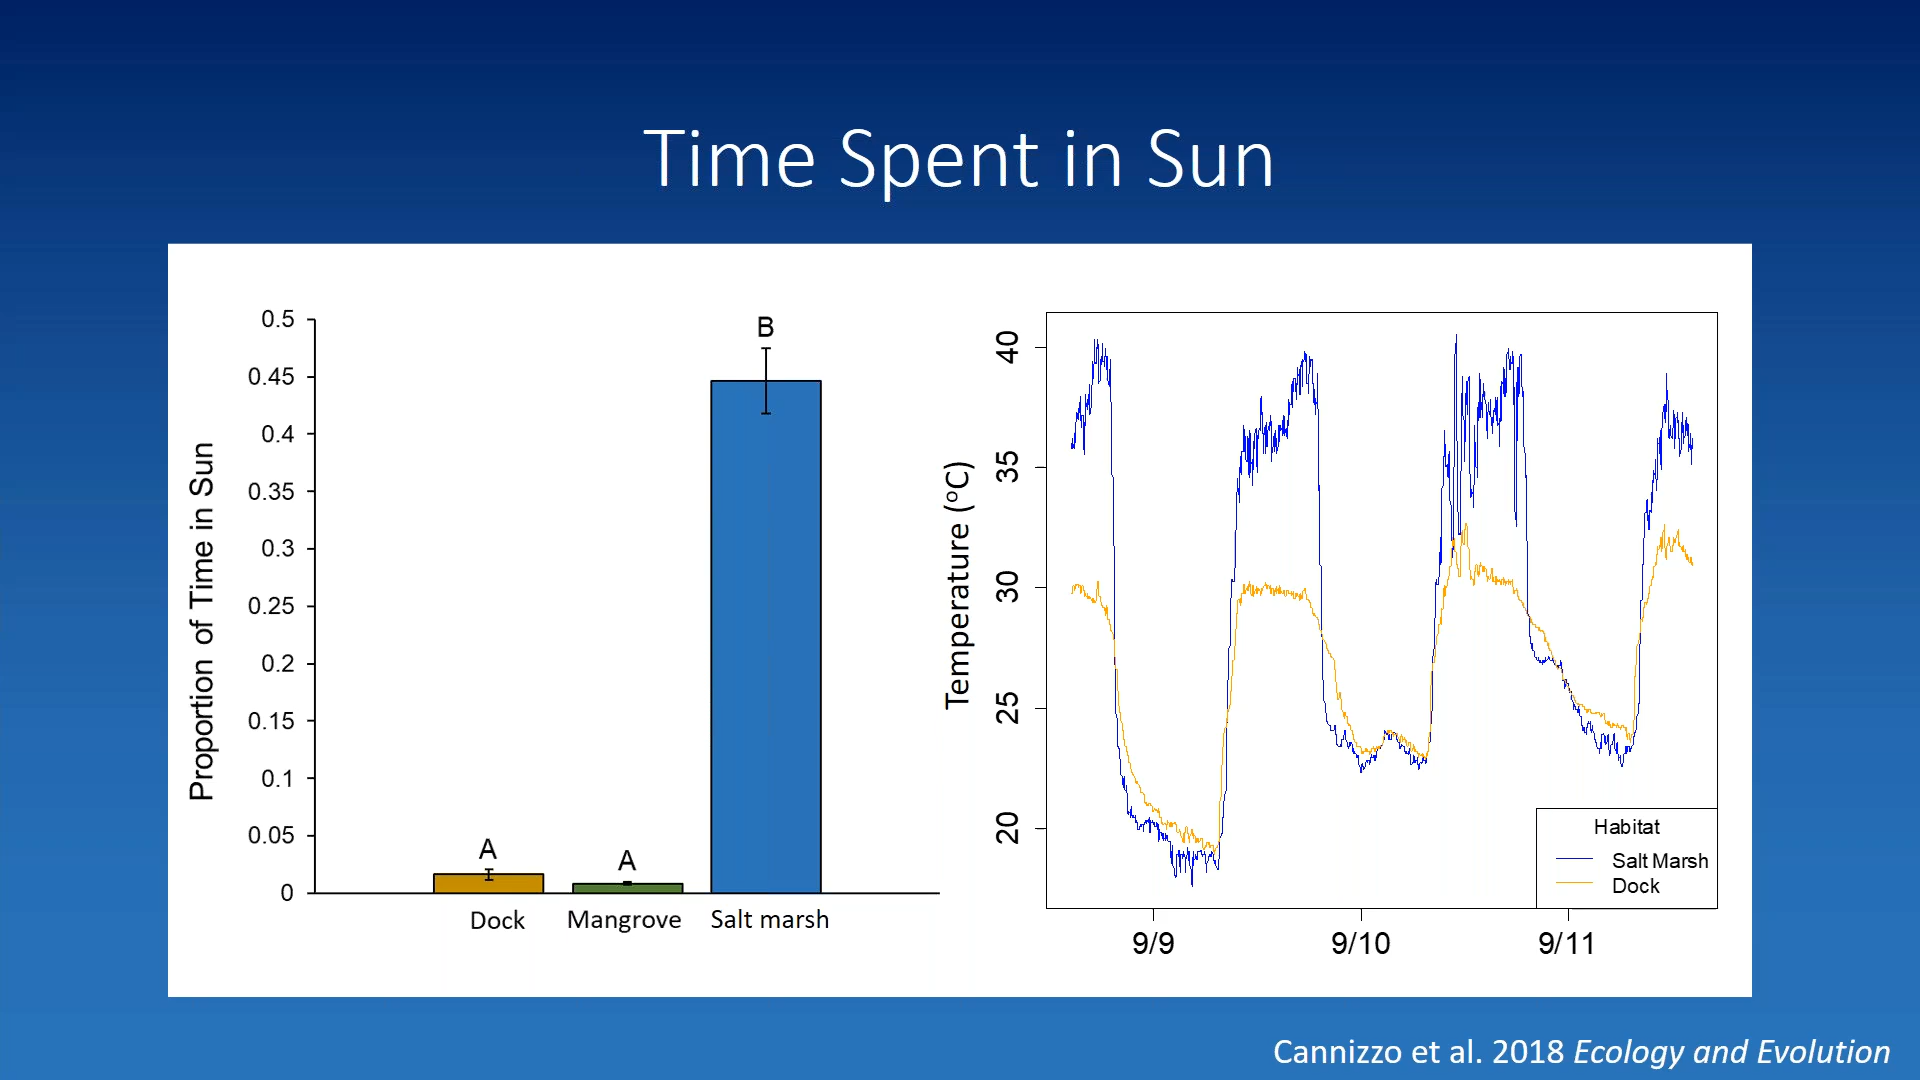 Time Spent in Sun
Proportion of Time in Sun
0.5
0.45
0.4
0.35
0.3
0.25
0.2
0.15
0.1
0.05
0
A
A
B
Dock
Mangrove
Salt marsh
Temperature (°C)
40
35
30
25
20
Habitat
Salt Marsh
Dock
9/9
9/10
9/11
Cannizzo et al. 2018 Ecology and Evolution